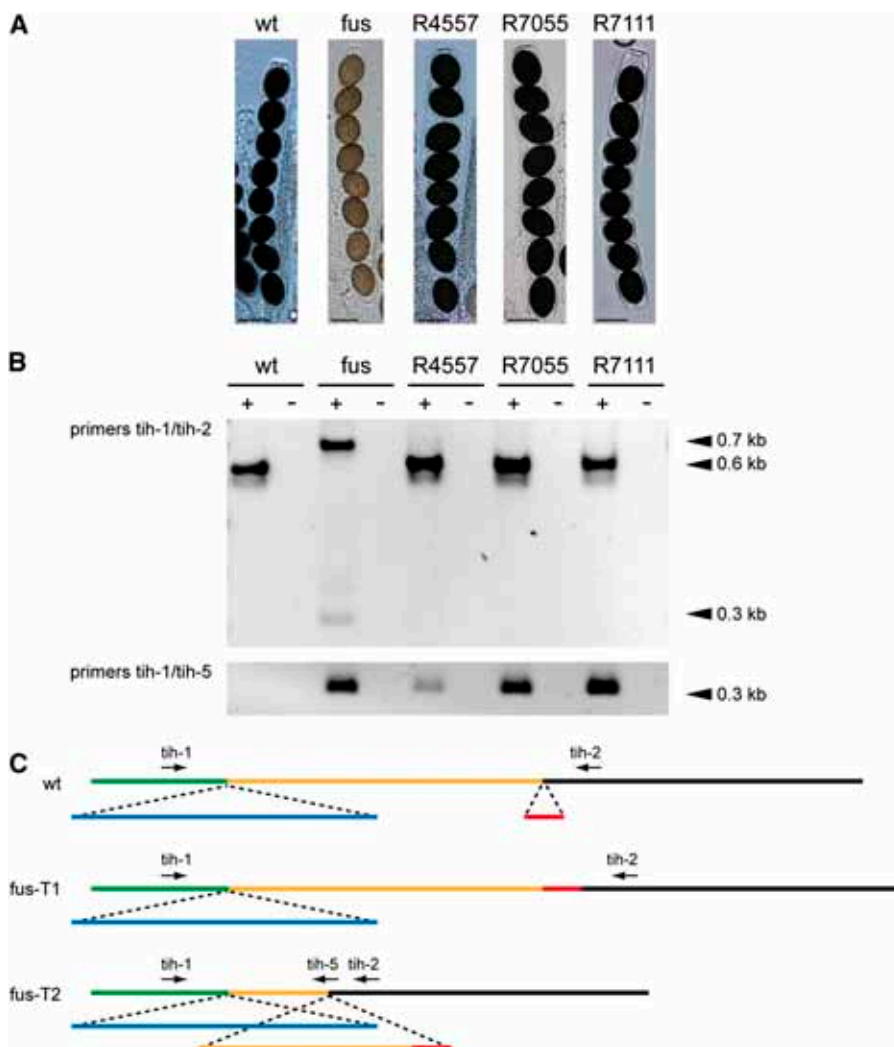 A
wt fus R4557 R7055 R7111
B
wt fus R4557 R7055 R7111
+ - + - + - + - + -
primers tih-1/tih-2
0.7 kb
0.6 kb
0.3 kb
primers tih-1/tih-5
0.3 kb
C
tih-1 tih-2
wt
tih-1 tih-2
fus-T1
tih-1 tih-5 tih-2
fus-T2